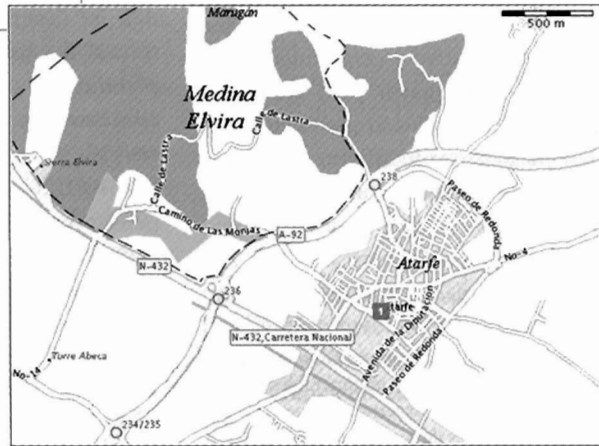 Marugán
500 m
Medina
Elvira
Calle de Lastra
Calle de Lastra
Sierra Elvira
Camino de Las Monjas
A-92
238
Paseo de Redonda
N-432
Atarfe
No-4
236
1
tarfe
N-432,Carretera Nacional
Avenida de la Diputación
Paseo de Redonda
Torre Abeca
No-14
234/235